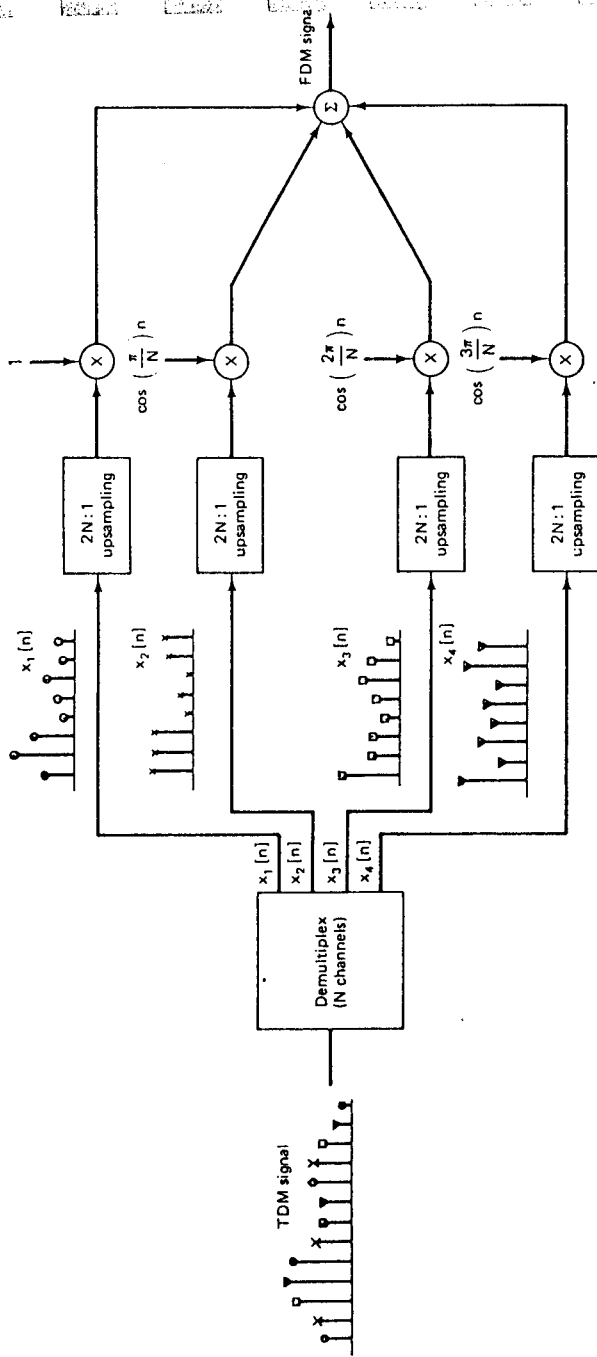 TDM signal
Demultiplex
(N channels)
x₁ [n]
x₂ [n]
x₃ [n]
x₄ [n]
x₁ [n]
x₂ [n]
x₃ [n]
x₄ [n]
2N:1
upsampling
2N:1
upsampling
2N:1
upsampling
2N:1
upsampling
1
cos (π/N) n
cos (2π/N) n
cos (3π/N) n
X
X
X
X
Σ
FDM signal